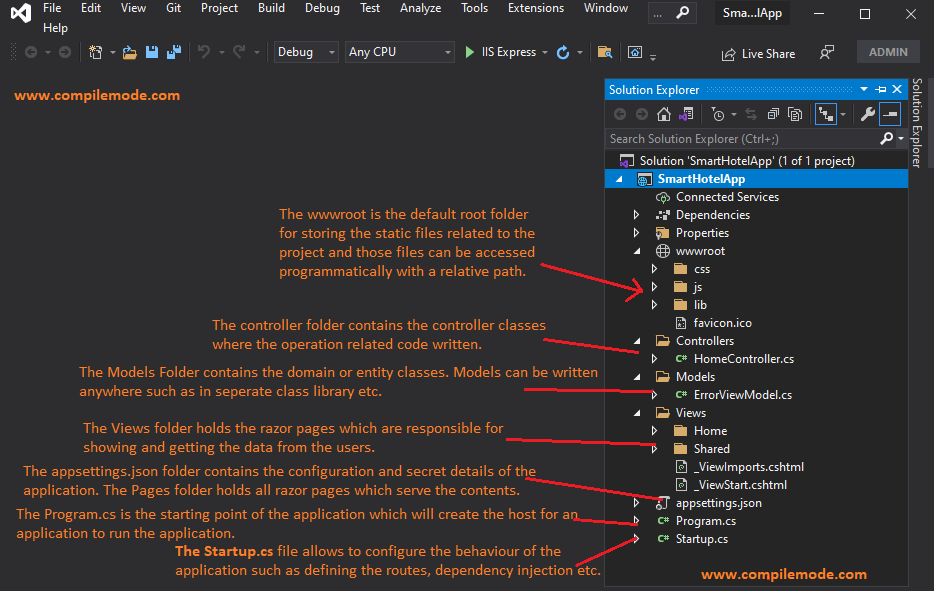 File Edit View Git Project Build Debug Test Analyze Tools Extensions Window ... Sma...lApp
Help
Debug Any CPU IIS Express Live Share ADMIN
www.compilemode.com
Solution Explorer
Solution Explorer
Search Solution Explorer (Ctrl+;)
Solution 'SmartHotelApp' (1 of 1 project)
SmartHotelApp
Connected Services
Dependencies
Properties
wwwroot
css
js
lib
favicon.ico
Controllers
C# HomeController.cs
Models
C# ErrorViewModel.cs
Views
Home
Shared
_ViewImports.cshtml
_ViewStart.cshtml
appsettings.json
C# Program.cs
C# Startup.cs
The wwwroot is the default root folder
for storing the static files related to the
project and those files can be accessed
programmatically with a relative path.
The controller folder contains the controller classes
where the operation related code written.
The Models Folder contains the domain or entity classes. Models can be written
anywhere such as in seperate class library etc.
The Views folder holds the razor pages which are responsible for
showing and getting the data from the users.
The appsettings.json folder contains the configuration and secret details of the
application. The Pages folder holds all razor pages which serve the contents.
The Program.cs is the starting point of the application which will create the host for an
application to run the application.
The Startup.cs file allows to configure the behaviour of the
application such as defining the routes, dependency injection etc.
www.compilemode.com